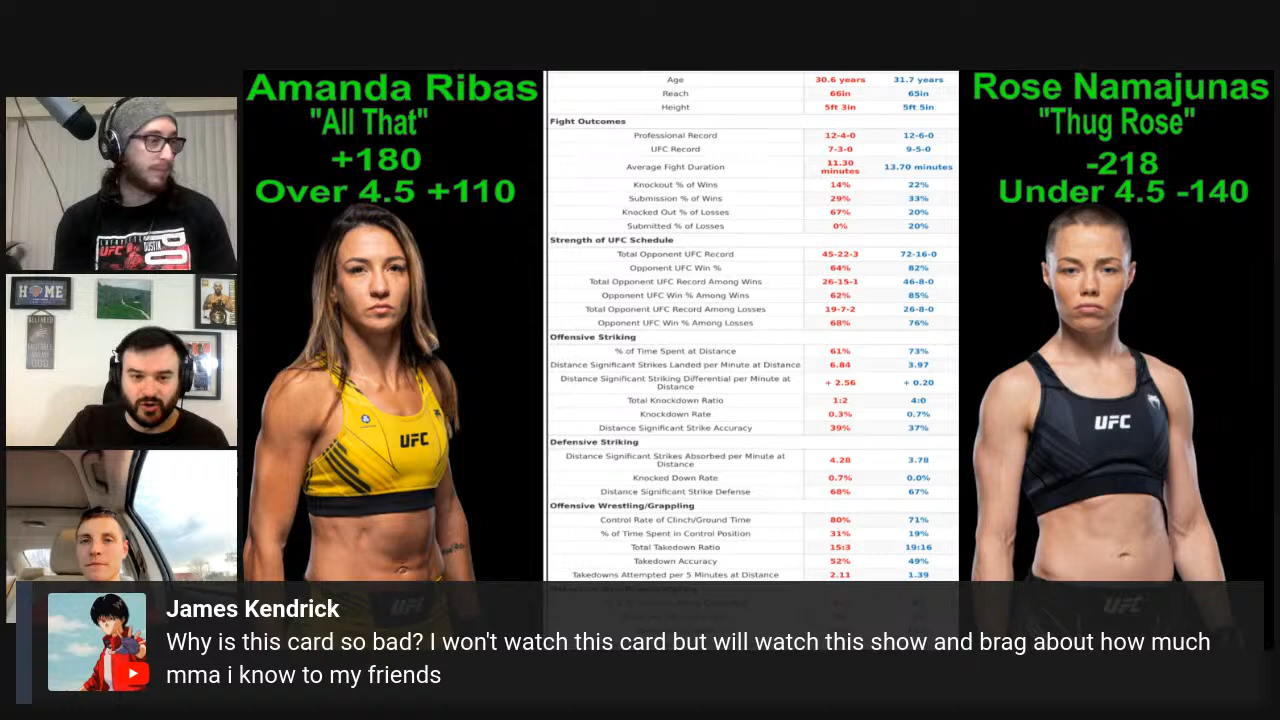 Amanda Ribas
"All That"
+180
Over 4.5 +110
Rose Namajunas
"Thug Rose"
-218
Under 4.5 -140
Age 30.6 years 31.7 years
Reach 66in 65in
Height 5ft 3in 5ft 5in
Fight Outcomes
Professional Record 12-4-0 12-6-0
UFC Record 7-3-0 9-5-0
Average Fight Duration 11.30 minutes 13.70 minutes
Knockout % of Wins 14% 22%
Submission % of Wins 29% 33%
Knocked Out % of Losses 67% 20%
Submitted % of Losses 0% 20%
Strength of UFC Schedule
Total Opponent UFC Record 45-22-3 72-16-0
Opponent UFC Win % 64% 82%
Total Opponent UFC Record Among Wins 26-15-1 46-8-0
Opponent UFC Win % Among Wins 62% 85%
Total Opponent UFC Record Among Losses 19-7-2 26-8-0
Opponent UFC Win % Among Losses 68% 76%
Offensive Striking
% of Time Spent at Distance 61% 73%
Distance Significant Strikes Landed per Minute at Distance 6.84 3.97
Distance Significant Striking Differential per Minute at
Distance + 2.56 + 0.20
Total Knockdown Ratio 1:2 4:0
Knockdown Rate 0.3% 0.7%
Distance Significant Strike Accuracy 39% 37%
Defensive Striking
Distance Significant Strikes Absorbed per Minute at
Distance 4.28 3.78
Knocked Down Rate 0.7% 0.0%
Distance Significant Strike Defense 68% 67%
Offensive Wrestling/Grappling
Control Rate of Clinch/Ground Time 80% 71%
% of Time Spent in Control Position 31% 19%
Total Takedown Ratio 15:3 19:16
Takedown Accuracy 52% 49%
Takedowns Attempted per 5 Minutes at Distance 2.11 1.39
UFC
UFC
UFC
UFC
UFC
HOME
James Kendrick
Why is this card so bad? I won't watch this card but will watch this show and brag about how much
mma i know to my friends